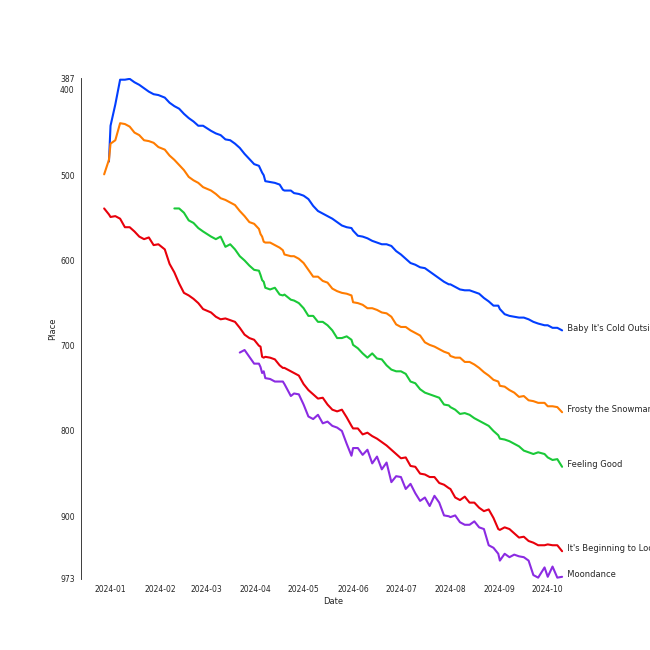 387
400
500
600
700
800
900
973
Place
2024-01 2024-02 2024-03 2024-04 2024-05 2024-06 2024-07 2024-08 2024-09 2024-10
Date
Baby It's Cold Outsi
Frosty the Snowmar
Feeling Good
It's Beginning to Loo
Moondance